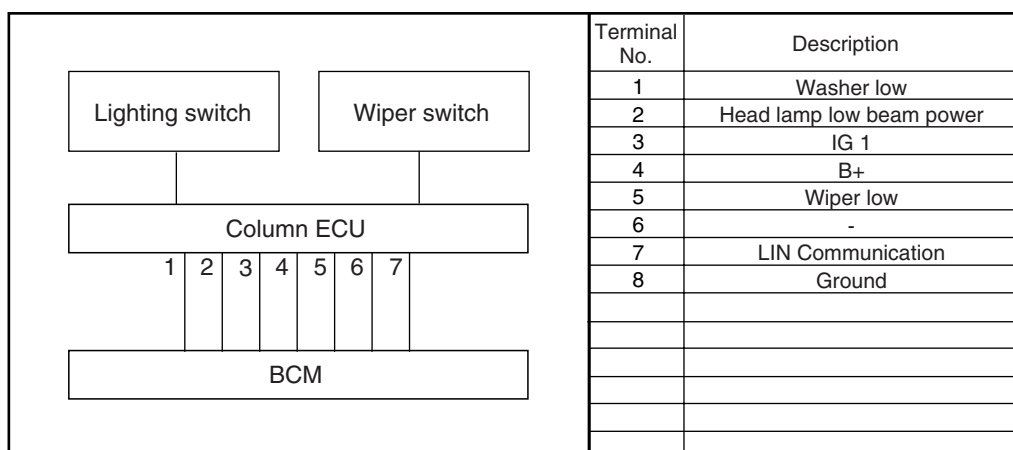 Lighting switch
Wiper switch
Column ECU
1 2 3 4 5 6 7
BCM
Terminal No. Description
1 Washer low
2 Head lamp low beam power
3 IG 1
4 B+
5 Wiper low
6 -
7 LIN Communication
8 Ground